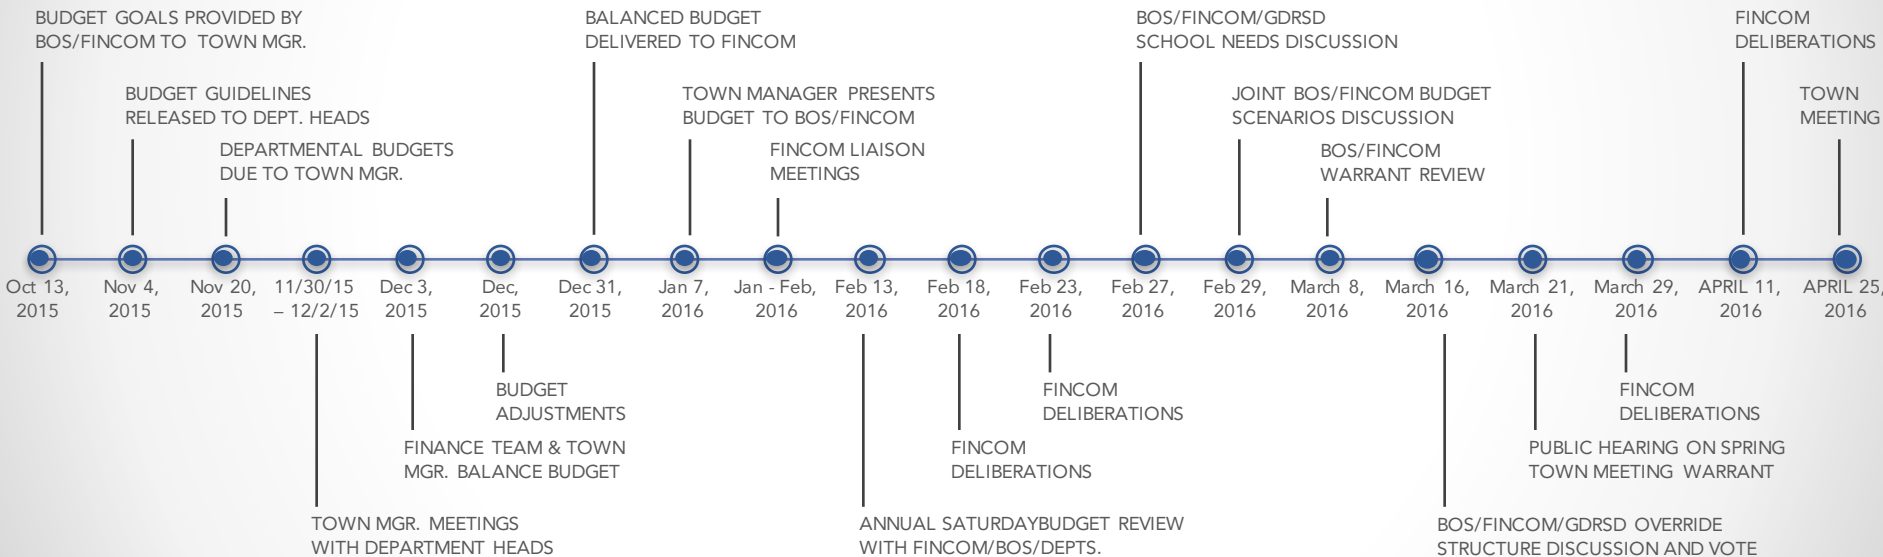 BUDGET GOALS PROVIDED BY
BOS/FINCOM TO TOWN MGR.
BALANCED BUDGET
DELIVERED TO FINCOM
BOS/FINCOM/GDRSD
SCHOOL NEEDS DISCUSSION
FINCOM
DELIBERATIONS
BUDGET GUIDELINES
RELEASED TO DEPT. HEADS
TOWN MANAGER PRESENTS
BUDGET TO BOS/FINCOM
JOINT BOS/FINCOM BUDGET
SCENARIOS DISCUSSION
TOWN
MEETING
DEPARTMENTAL BUDGETS
DUE TO TOWN MGR.
FINCOM LIAISON
MEETINGS
BOS/FINCOM
WARRANT REVIEW
Oct 13,
2015
Nov 4,
2015
Nov 20,
2015
11/30/15
– 12/2/15
Dec 3,
2015
Dec,
2015
Dec 31,
2015
Jan 7,
2016
Jan - Feb,
2016
Feb 13,
2016
Feb 18,
2016
Feb 23,
2016
Feb 27,
2016
Feb 29,
2016
March 8,
2016
March 16,
2016
March 21,
2016
March 29,
2016
APRIL 11,
2016
APRIL 25,
2016
BUDGET
ADJUSTMENTS
FINCOM
DELIBERATIONS
FINCOM
DELIBERATIONS
FINANCE TEAM & TOWN
MGR. BALANCE BUDGET
FINCOM
DELIBERATIONS
PUBLIC HEARING ON SPRING
TOWN MEETING WARRANT
TOWN MGR. MEETINGS
WITH DEPARTMENT HEADS
ANNUAL SATURDAYBUDGET REVIEW
WITH FINCOM/BOS/DEPTS.
BOS/FINCOM/GDRSD OVERRIDE
STRUCTURE DISCUSSION AND VOTE